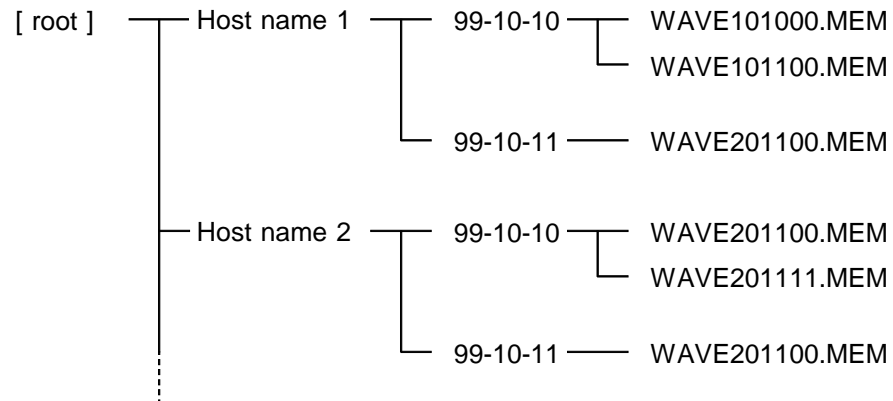 [ root ] Host name 1 99-10-10 WAVE101000.MEM
WAVE101100.MEM
99-10-11 WAVE201100.MEM
Host name 2 99-10-10 WAVE201100.MEM
WAVE201111.MEM
99-10-11 WAVE201100.MEM